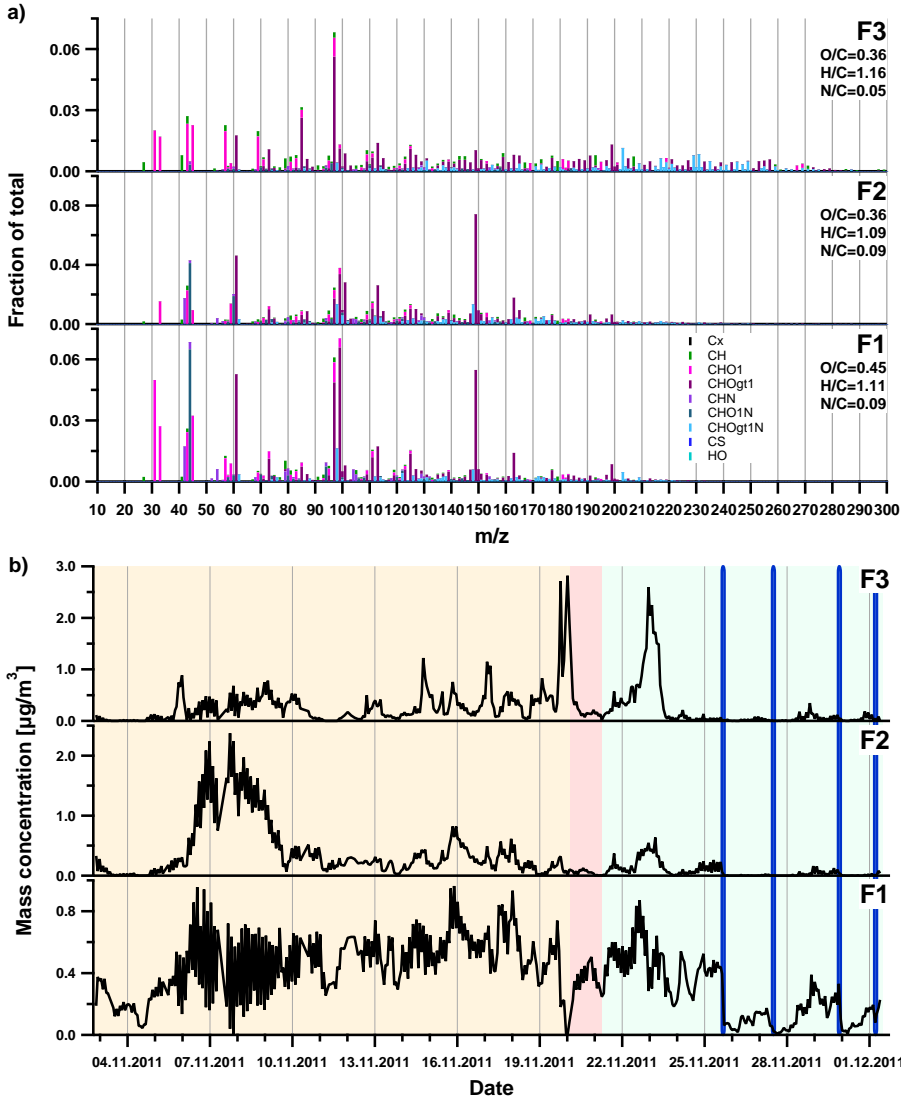 a)
F3
O/C=0.36
H/C=1.16
N/C=0.05
0.06
0.03
0.00
F2
O/C=0.36
H/C=1.09
N/C=0.09
0.08
0.04
0.00
Fraction of total
F1
O/C=0.45
H/C=1.11
N/C=0.09
0.06
0.03
0.00
Cx
CH
CHO1
CHOgt1
CHN
CHO1N
CHOgt1N
CS
HO
10 20 30 40 50 60 70 80 90 100 110 120 130 140 150 160 170 180 190 200 210 220 230 240 250 260 270 280 290 300
m/z
b)
F3
3.0
2.0
1.0
0.0
F2
2.0
1.0
0.0
Mass concentration [µg/m³]
F1
0.8
0.4
0.0
04.11.2011 07.11.2011 10.11.2011 13.11.2011 16.11.2011 19.11.2011 22.11.2011 25.11.2011 28.11.2011 01.12.2011
Date